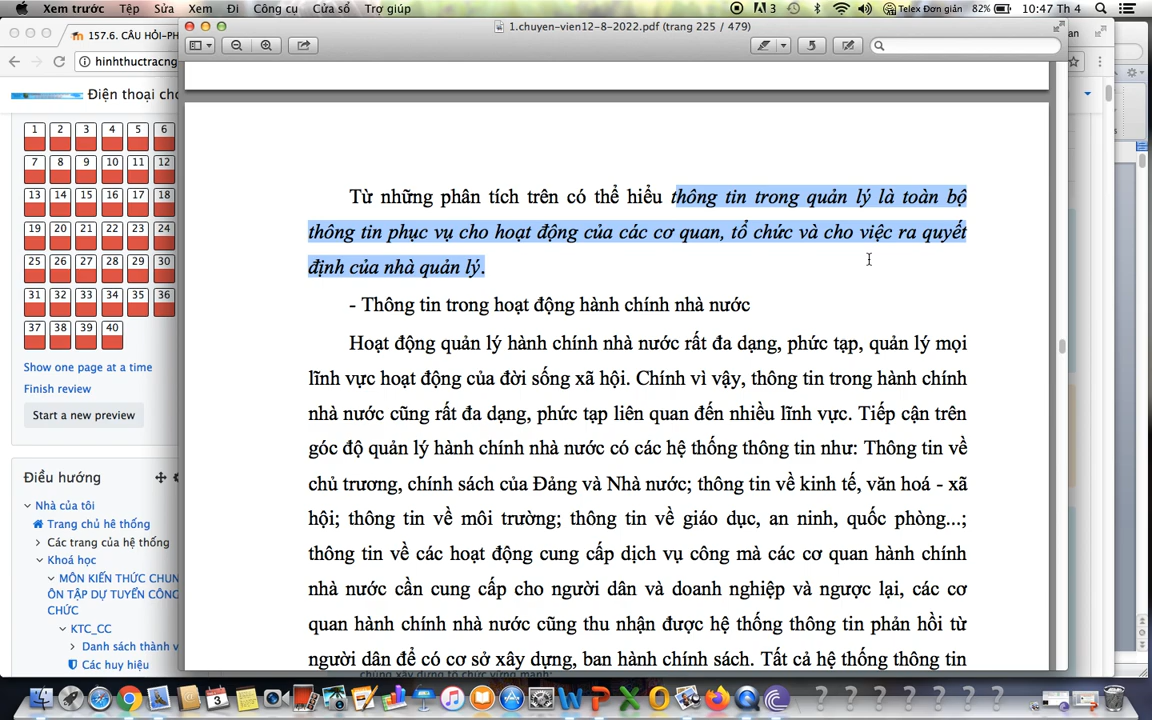 Xem trước Tệp Sửa Xem Đi Công cụ Cửa sổ Trợ giúp
3 Telex Đơn giản 82% 10:47 Th 4
157.6. CÂU HỎI-PH
1.chuyen-vien12-8-2022.pdf (trang 225 / 479)
an
hinhthuctracng
Điện thoại chơ
1 2 3 4 5 6
7 8 9 10 11 12
13 14 15 16 17 18
19 20 21 22 23 24
25 26 27 28 29 30
31 32 33 34 35 36
37 38 39 40
Show one page at a time
Finish review
Start a new preview
Điều hướng
Nhà của tôi
Trang chủ hệ thống
Các trang của hệ thống
Khoá học
MÔN KIẾN THỨC CHUN
ÔN TẬP DỰ TUYỂN CÔNG
CHỨC
KTC_CC
Danh sách thành v
Các huy hiệu
Từ những phân tích trên có thể hiểu thông tin trong quản lý là toàn bộ
thông tin phục vụ cho hoạt động của các cơ quan, tổ chức và cho việc ra quyết
định của nhà quản lý.
- Thông tin trong hoạt động hành chính nhà nước
Hoạt động quản lý hành chính nhà nước rất đa dạng, phức tạp, quản lý mọi
lĩnh vực hoạt động của đời sống xã hội. Chính vì vậy, thông tin trong hành chính
nhà nước cũng rất đa dạng, phức tạp liên quan đến nhiều lĩnh vực. Tiếp cận trên
góc độ quản lý hành chính nhà nước có các hệ thống thông tin như: Thông tin về
chủ trương, chính sách của Đảng và Nhà nước; thông tin về kinh tế, văn hoá - xã
hội; thông tin về môi trường; thông tin về giáo dục, an ninh, quốc phòng...;
thông tin về các hoạt động cung cấp dịch vụ công mà các cơ quan hành chính
nhà nước cần cung cấp cho người dân và doanh nghiệp và ngược lại, các cơ
quan hành chính nhà nước cũng thu nhận được hệ thống thông tin phản hồi từ
người dân để có cơ sở xây dựng, ban hành chính sách. Tất cả hệ thống thông tin